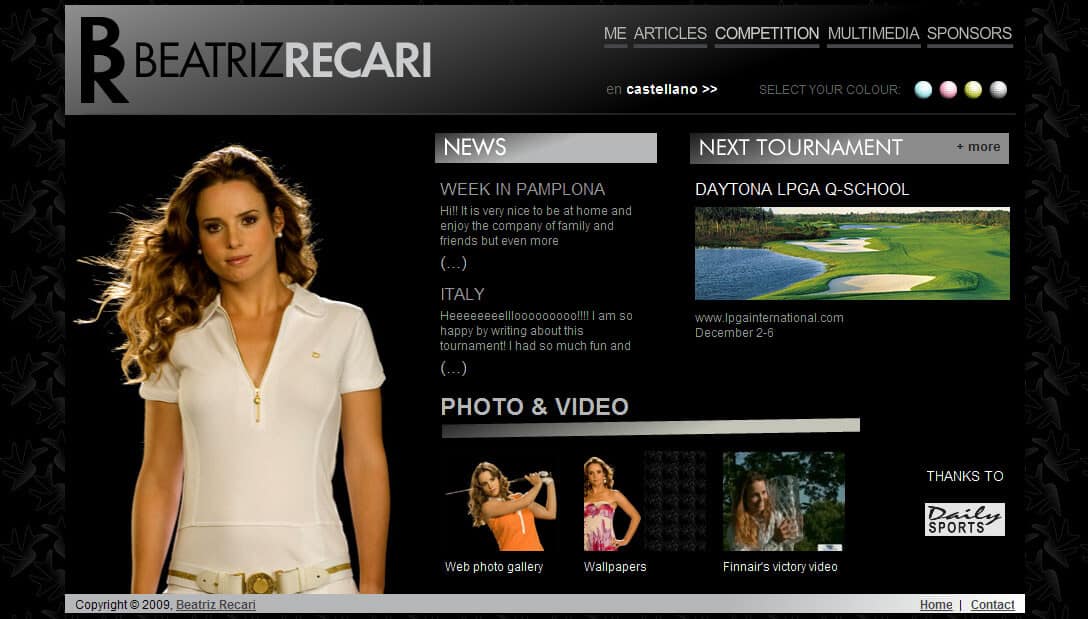 BR BEATRIZRECARI
ME ARTICLES COMPETITION MULTIMEDIA SPONSORS
en castellano >> SELECT YOUR COLOUR:
NEWS
WEEK IN PAMPLONA
Hi!! It is very nice to be at home and
enjoy the company of family and
friends but even more
(...)
ITALY
Heeeeeeeellloooooooooo!!!! I am so
happy by writing about this
tournament! I had so much fun and
(...)
NEXT TOURNAMENT + more
DAYTONA LPGA Q-SCHOOL
www.lpgainternational.com
December 2-6
PHOTO & VIDEO
Web photo gallery
Wallpapers
Finnair's victory video
THANKS TO
Daily
SPORTS
Copyright © 2009, Beatriz Recari Home | Contact